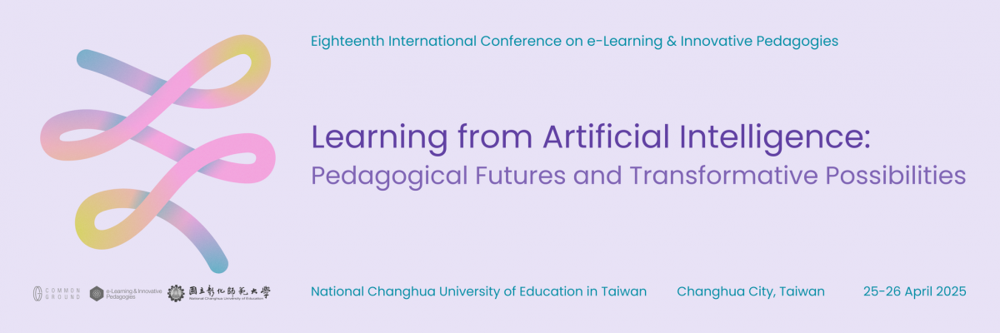 Eighteenth International Conference on e-Learning & Innovative Pedagogies
Learning from Artificial Intelligence:
Pedagogical Futures and Transformative Possibilities
COMMON
GROUND
e-Learning & Innovative
Pedagogies
國立彰化師範大學
National Changhua University of Education
National Changhua University of Education in Taiwan
Changhua City, Taiwan
25-26 April 2025